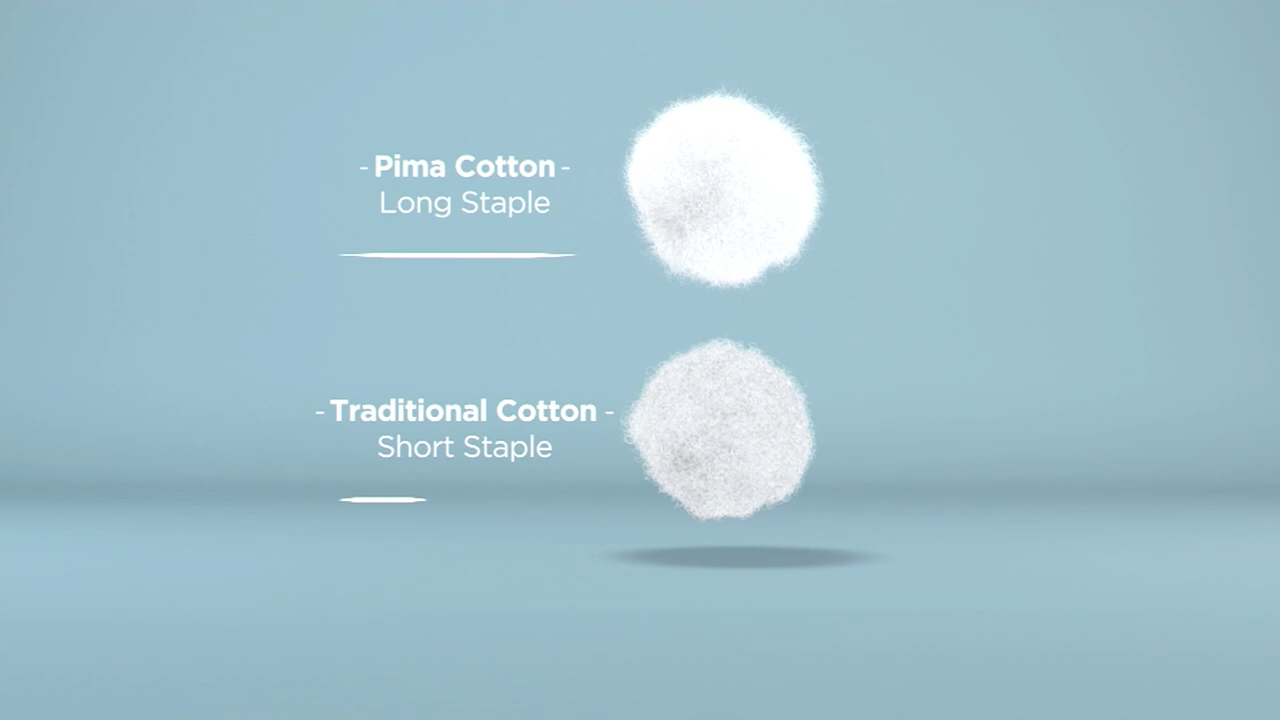 - Pima Cotton -
Long Staple
- Traditional Cotton -
Short Staple